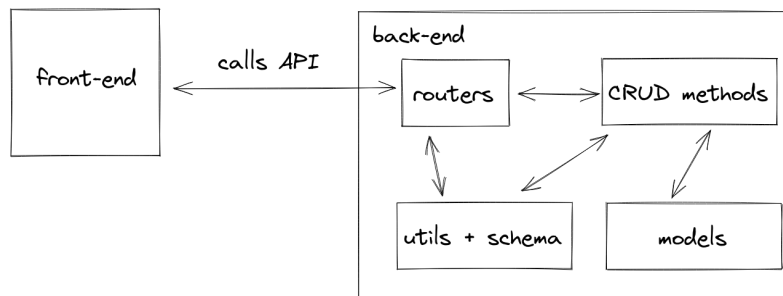 back-end
calls API
front-end
routers
CRUD methods
utils + schema
models